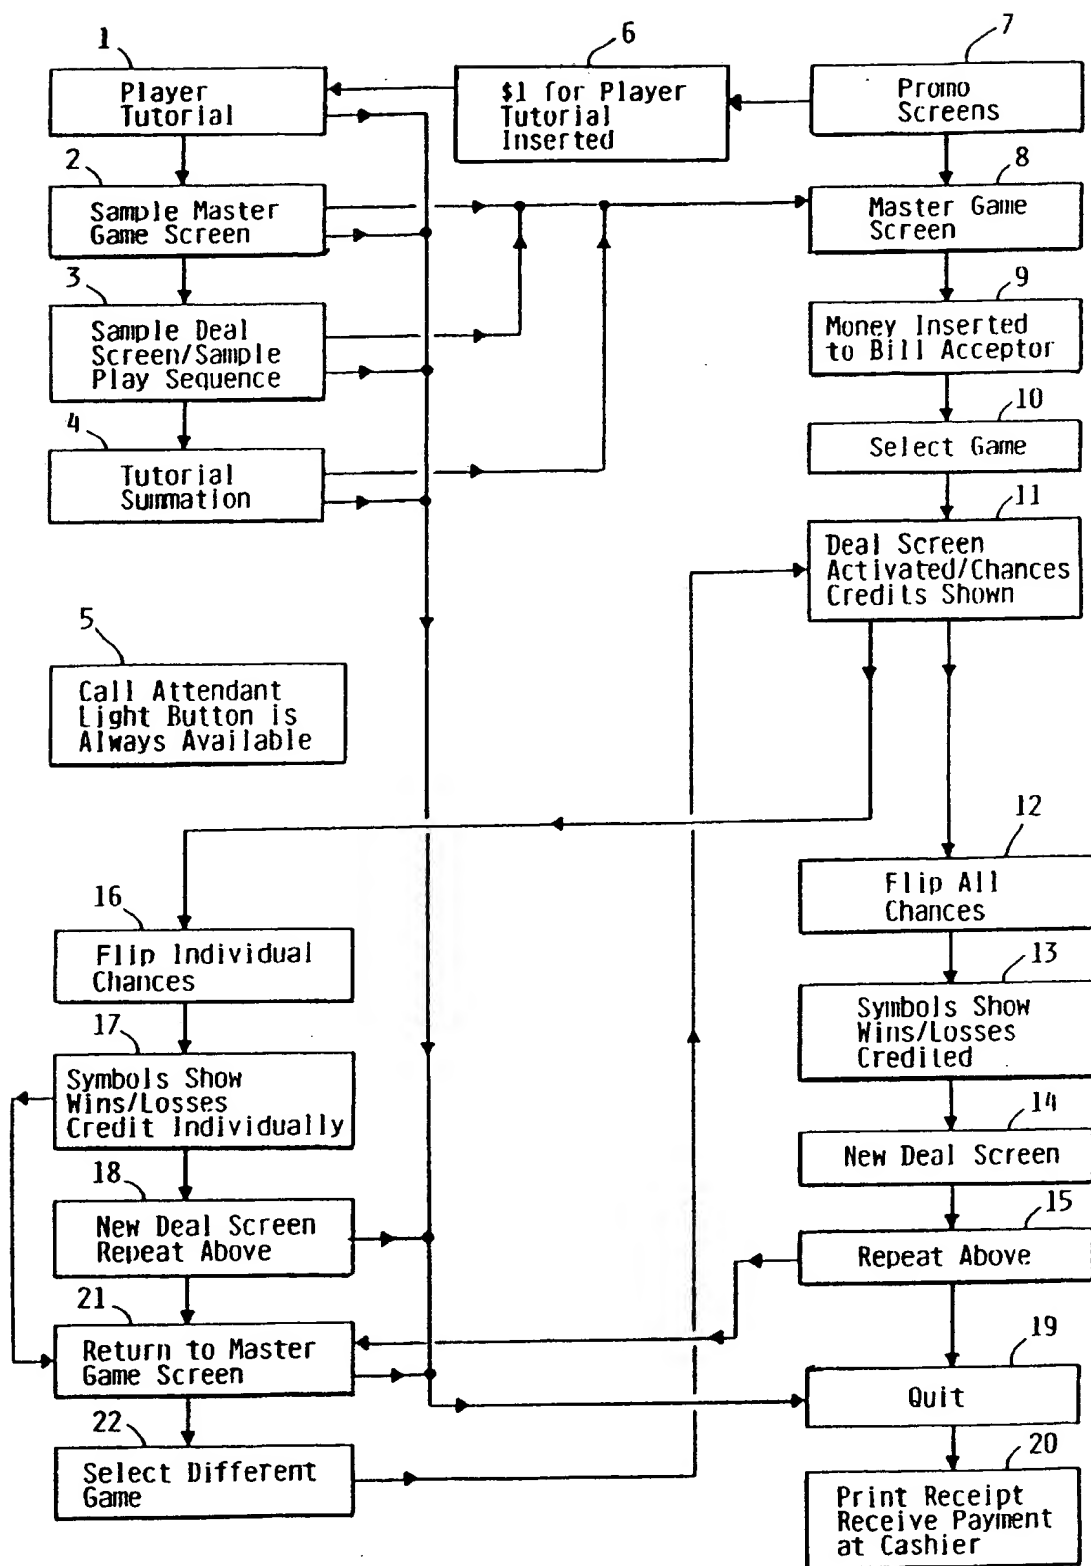 1
Player
Tutorial
6
$1 for Player
Tutorial
Inserted
7
Promo
Screens
2
Sample Master
Game Screen
8
Master Game
Screen
3
Sample Deal
Screen/Sample
Play Sequence
9
Money Inserted
to Bill Acceptor
4
Tutorial
Summation
10
Select Game
11
Deal Screen
Activated/Chances
Credits Shown
5
Call Attendant
Light Button is
Always Available
12
Flip All
Chances
16
Flip Individual
Chances
13
Symbols Show
Wins/Losses
Credited
17
Symbols Show
Wins/Losses
Credit Individually
14
New Deal Screen
18
New Deal Screen
Repeat Above
15
Repeat Above
21
Return to Master
Game Screen
19
Quit
22
Select Different
Game
20
Print Receipt
Receive Payment
at Cashier